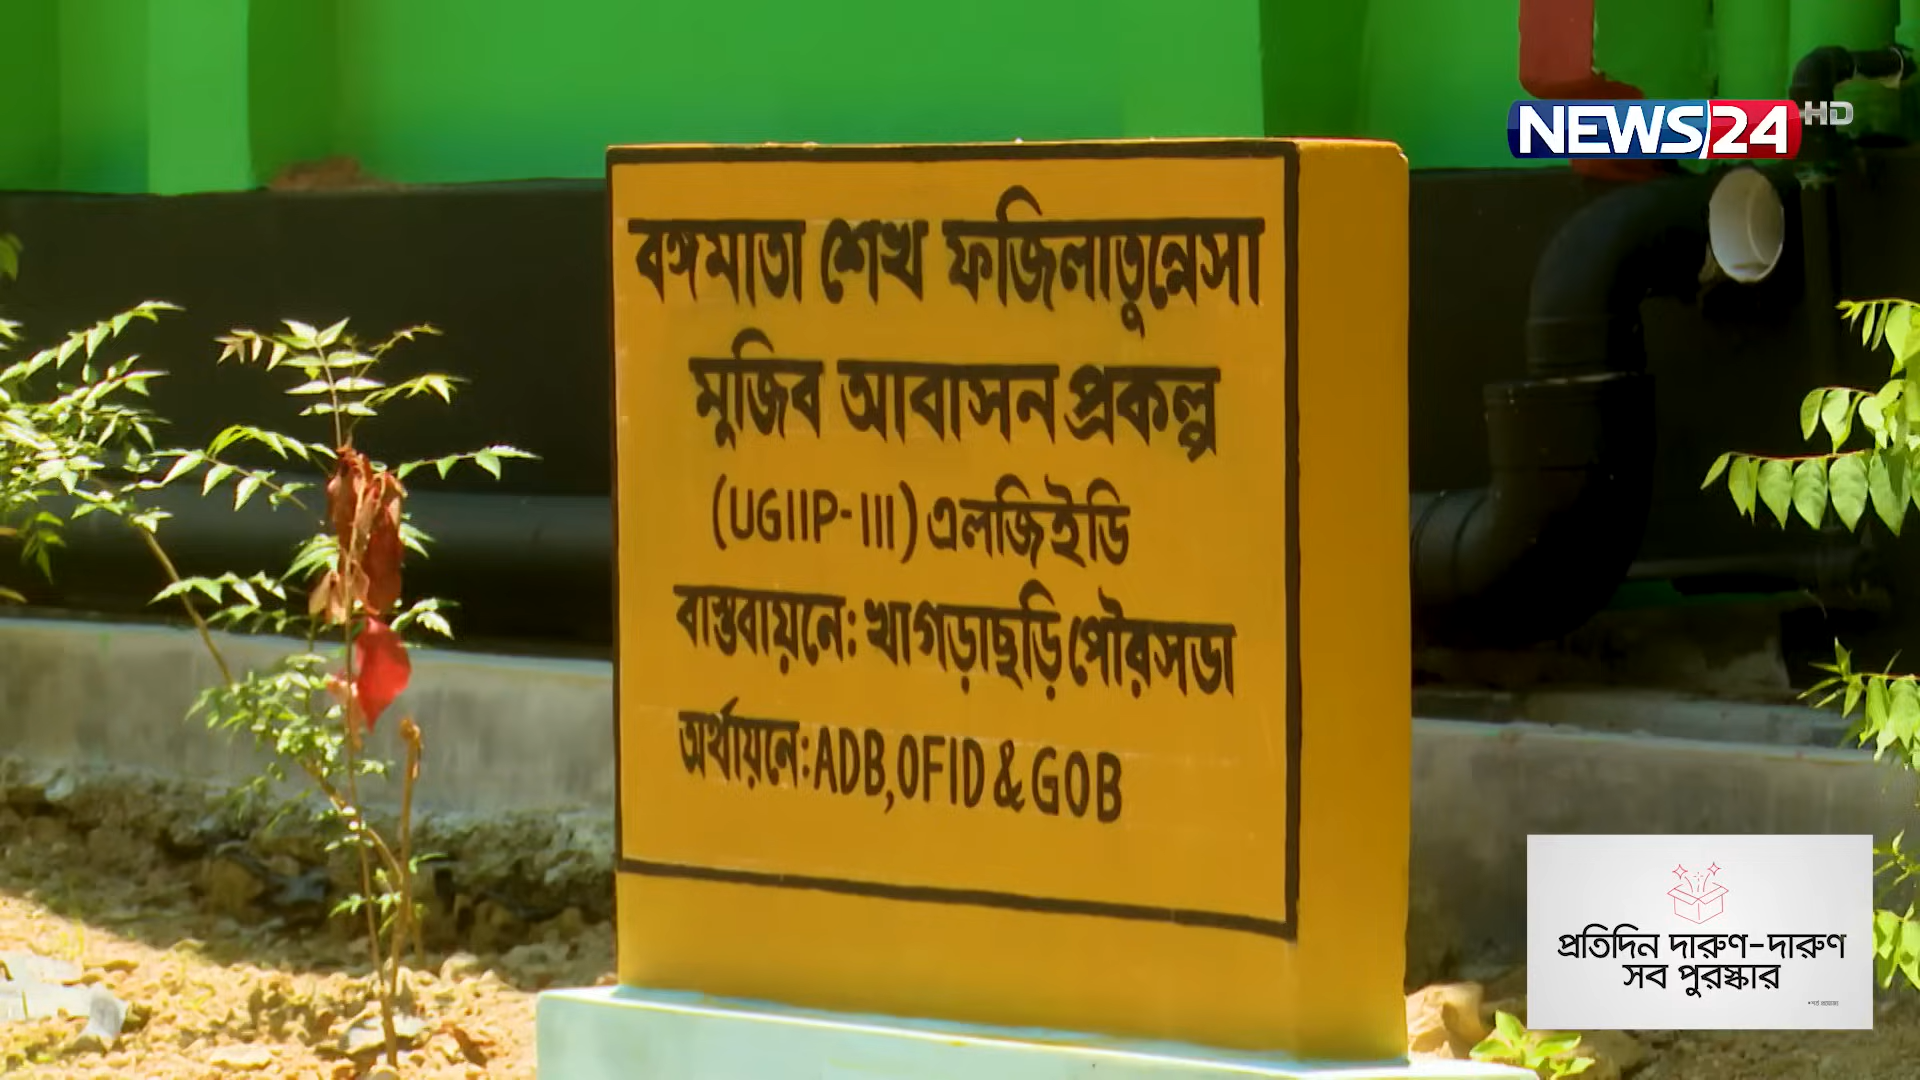 NEWS24 HD
বঙ্গমাতা শেখ ফজিলাতুন্নেসা
মুজিব আবাসন প্রকল্প
(UGIIP-III) এলজিইডি
বাস্তবায়নে: খাগড়াছড়ি পৌরসভা
অর্থায়নে: ADB, OFID & GOB
প্রতিদিন দারুণ-দারুণ
সব পুরস্কার